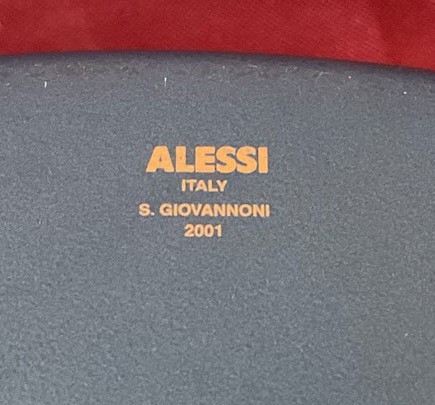 ALESSI
ITALY
S. GIOVANNONI
2001